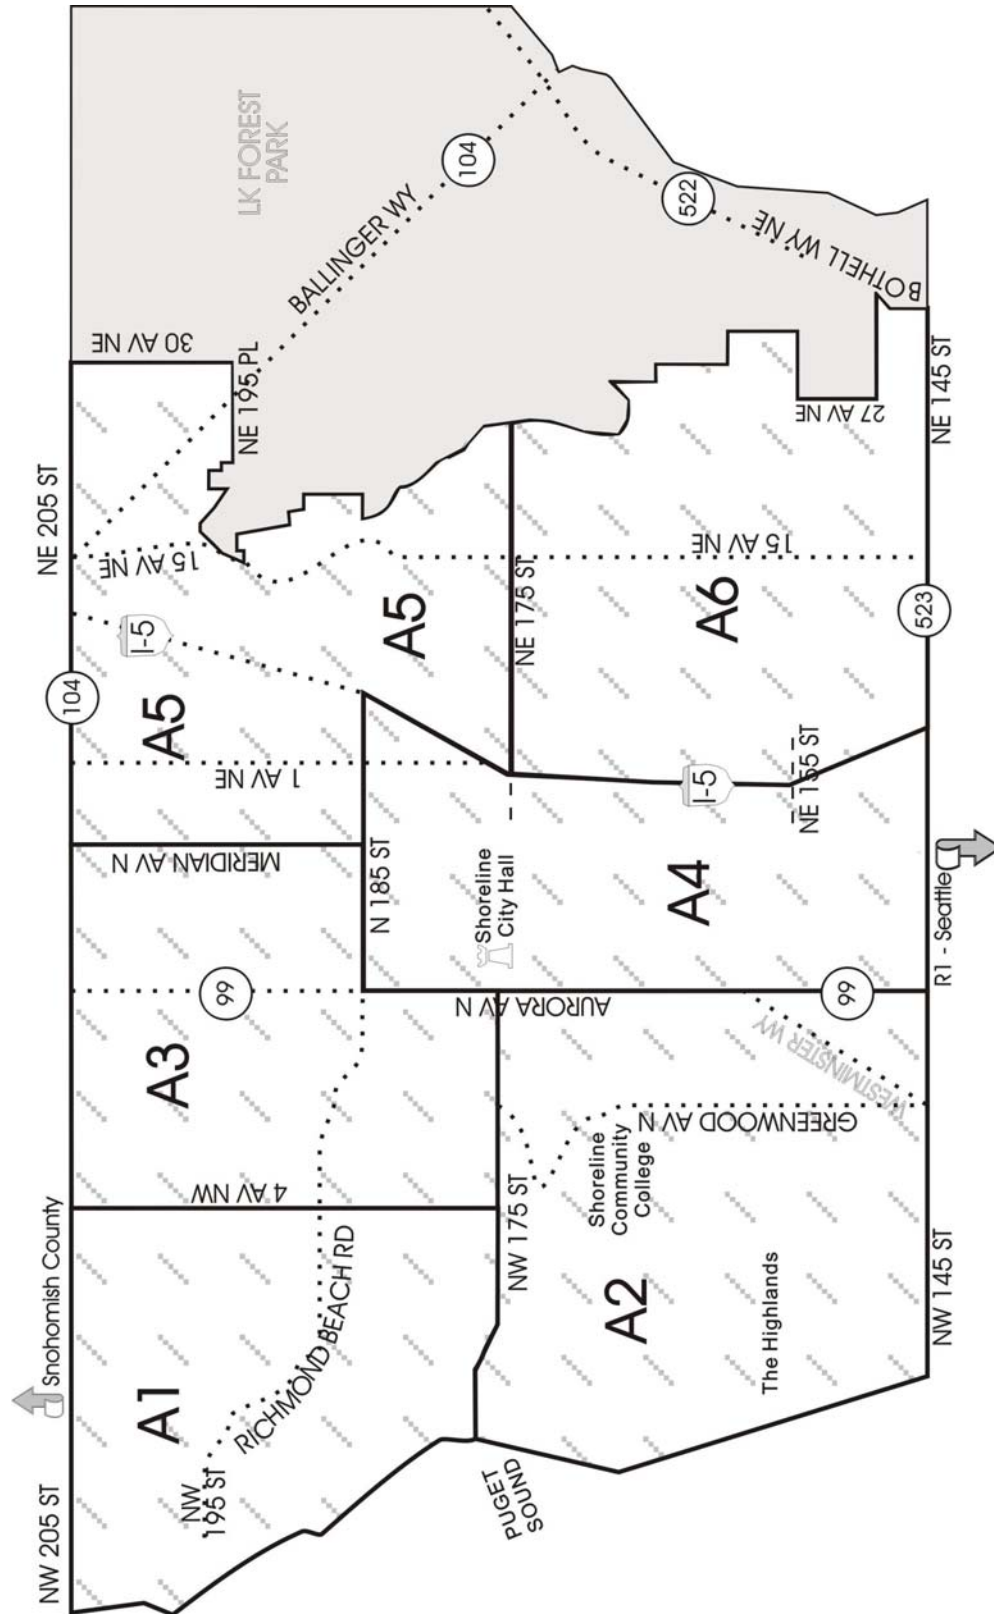 NW 205 ST
Snohomish County
104
NE 205 ST
A1
NW
195 ST
RICHMOND BEACH RD
4 AV NW
A3
99
MERIDIAN AV N
1 AV NE
A5
I-5
15 AV NE
30 AV NE
NE 195 PL
LK FOREST
PARK
BALLINGER WY
104
N 185 ST
A5
PUGET
SOUND
NW 175 ST
AURORA AV N
Shoreline
City Hall
NE 175 ST
A2
Shoreline
Community
College
The Highlands
GREENWOOD AV N
WESTMINSTER WY
99
A4
I-5
NE 155 ST
A6
15 AV NE
27 AV NE
522
BOTHELL WY NE
NW 145 ST
R1 - Seattle
523
NE 145 ST